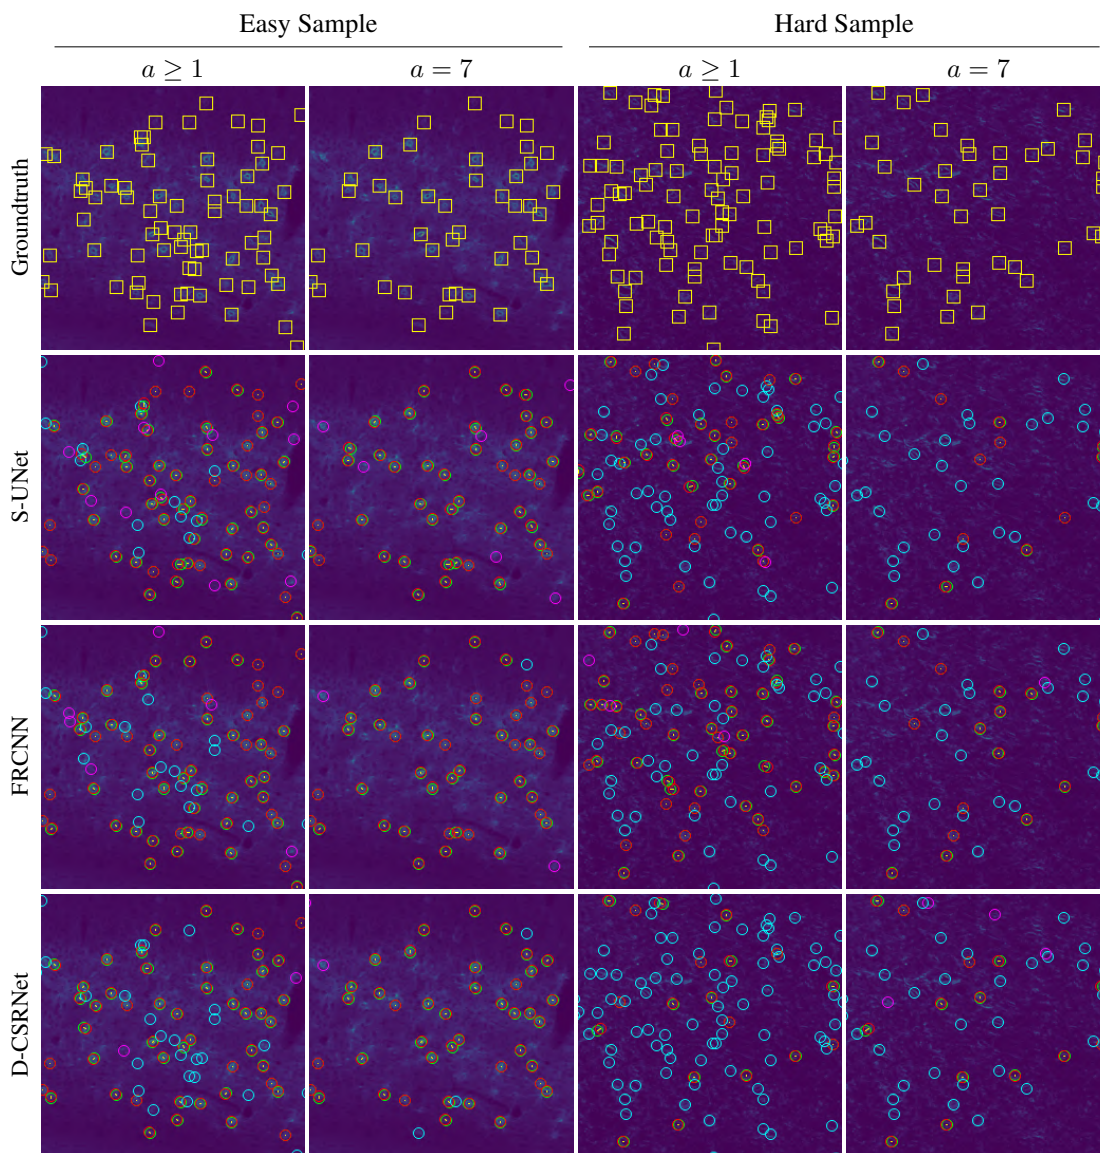 Easy Sample Hard Sample
a ≥ 1 a = 7 a ≥ 1 a = 7
Groundtruth
S-UNet
FRCNN
D-CSRNet